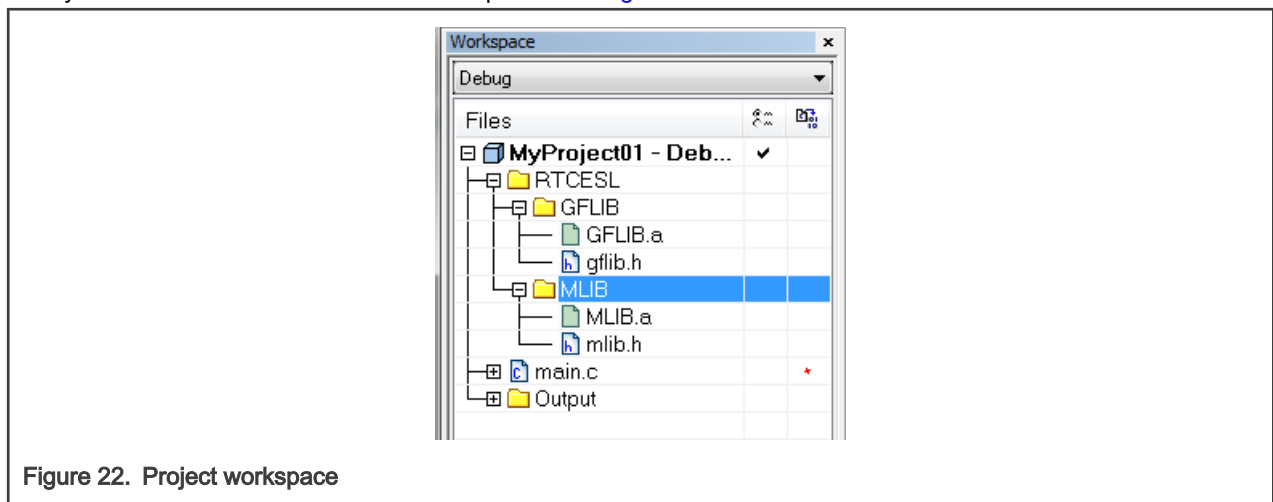 Workspace
Debug
Files
MyProject01 - Deb...
RTCESL
GFLIB
GFLIB.a
gflib.h
MLIB
MLIB.a
mlib.h
main.c
Output
Figure 22. Project workspace